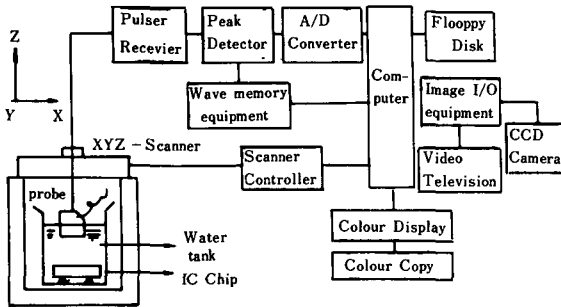 Z
Y
X
Pulser
Recevier
Peak
Detector
A/D
Converter
Com-
puter
Flooppy
Disk
Wave memory
equipment
Image I/O
equipment
CCD
Camera
Video
Television
XYZ-Scanner
Scanner
Controller
probe
Water
tank
IC Chip
Colour Display
Colour Copy